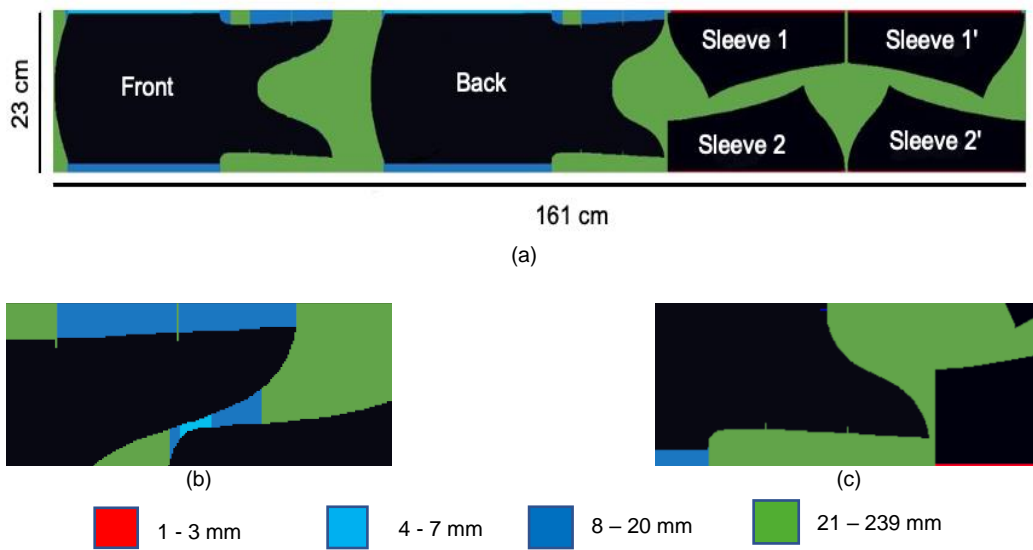 23 cm
Front
Back
Sleeve 1
Sleeve 1'
Sleeve 2
Sleeve 2'
161 cm
(a)
(b)
(c)
1 - 3 mm
4 - 7 mm
8 – 20 mm
21 – 239 mm